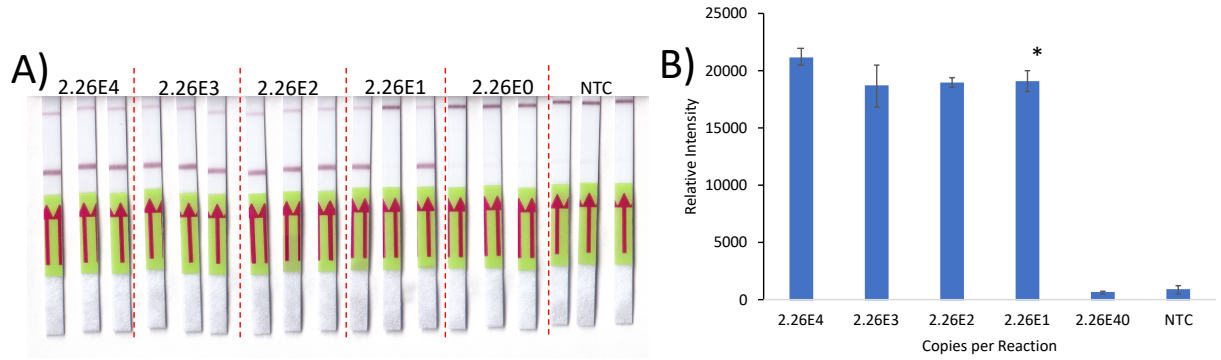 A)
2.26E4 2.26E3 2.26E2 2.26E1 2.26E0 NTC
B)
25000
20000
15000
10000
5000
0
Relative Intensity
*
2.26E4 2.26E3 2.26E2 2.26E1 2.26E40 NTC
Copies per Reaction